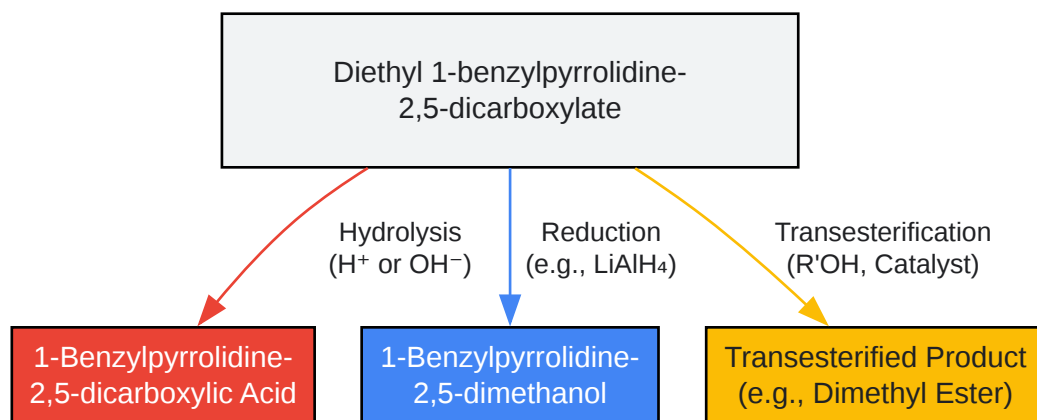 Diethyl 1-benzylpyrrolidine-
2,5-dicarboxylate
Hydrolysis
(H⁺ or OH⁻)
Reduction
(e.g., LiAlH₄)
Transesterification
(R'OH, Catalyst)
1-Benzylpyrrolidine-
2,5-dicarboxylic Acid
1-Benzylpyrrolidine-
2,5-dimethanol
Transesterified Product
(e.g., Dimethyl Ester)